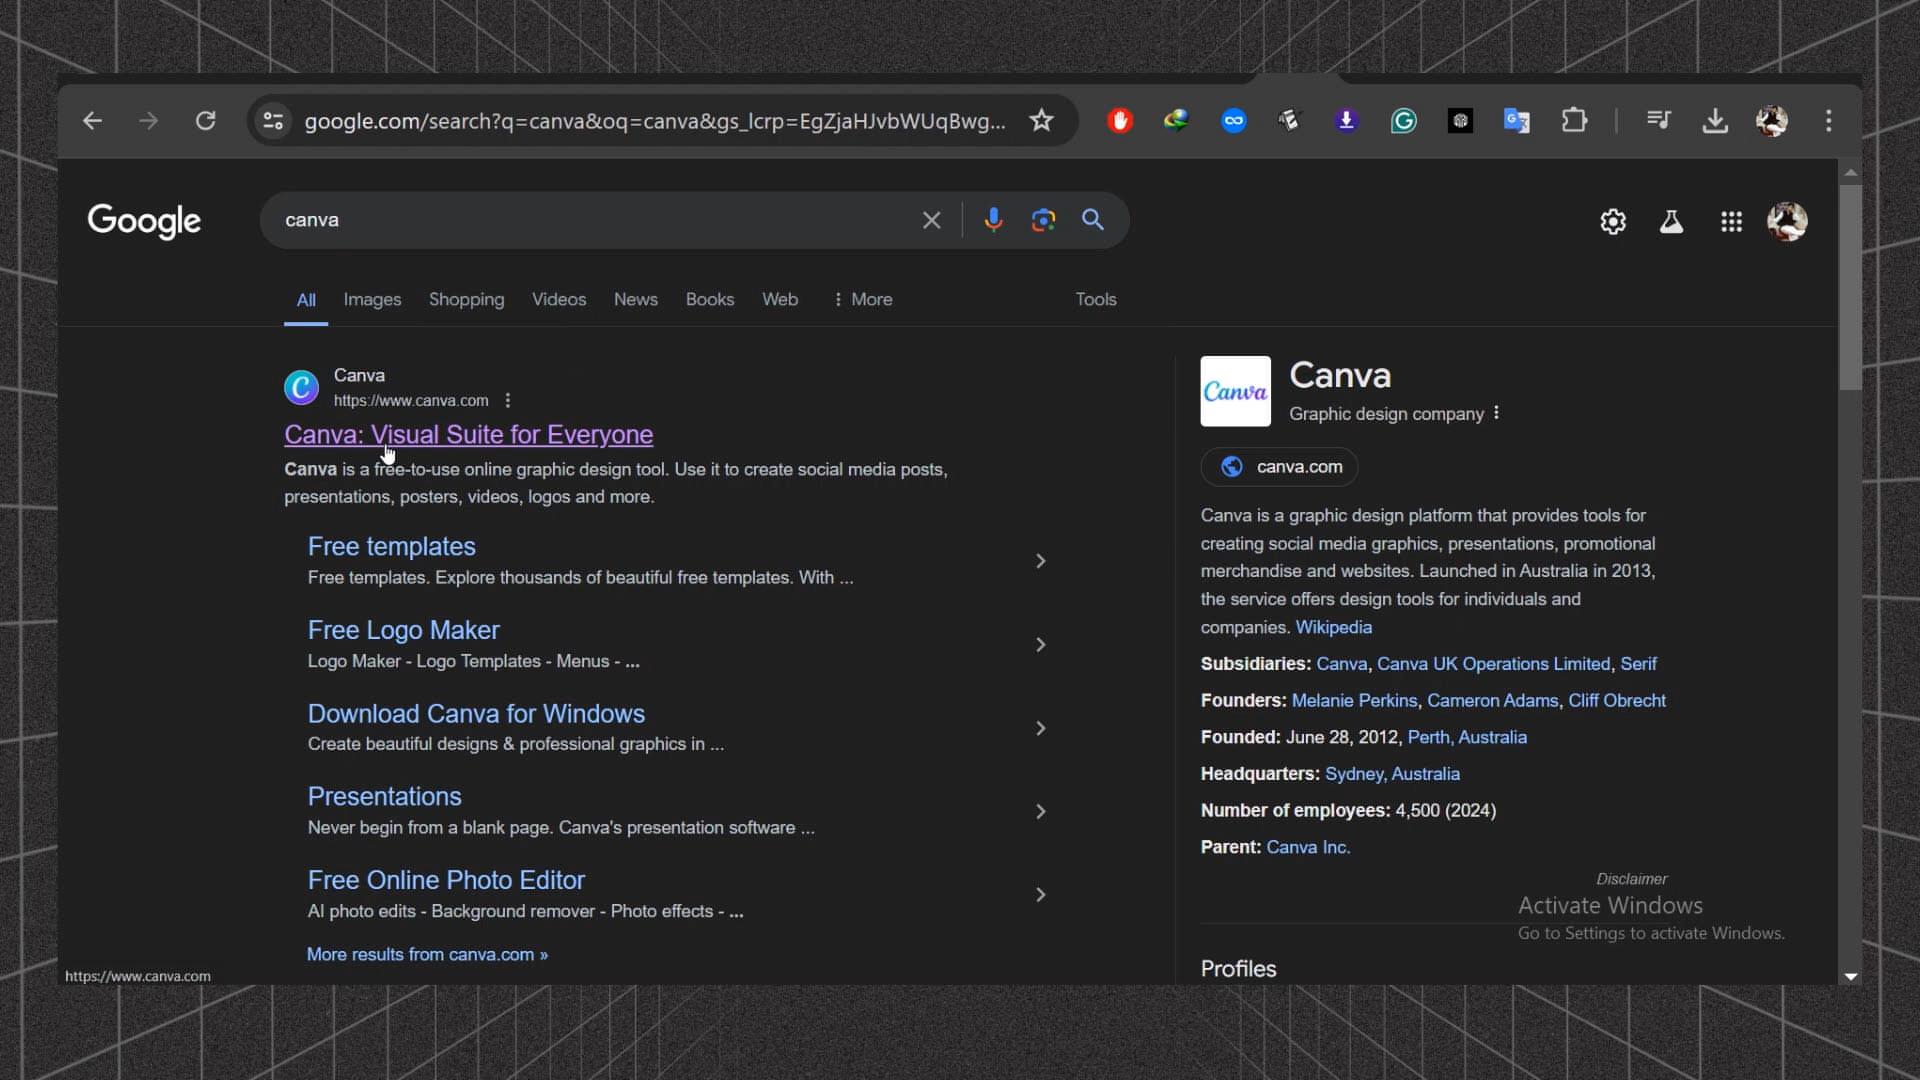 google.com/search?q=canva&oq=canva&gs_lcrp=EgZjaHJvbWUqBwg...
Google
canva
All Images Shopping Videos News Books Web More Tools
Canva
https://www.canva.com
Canva: Visual Suite for Everyone
Canva is a free-to-use online graphic design tool. Use it to create social media posts,
presentations, posters, videos, logos and more.
Free templates
Free templates. Explore thousands of beautiful free templates. With ...
Free Logo Maker
Logo Maker - Logo Templates - Menus - ...
Download Canva for Windows
Create beautiful designs & professional graphics in ...
Presentations
Never begin from a blank page. Canva's presentation software ...
Free Online Photo Editor
AI photo edits - Background remover - Photo effects - ...
More results from canva.com »
https://www.canva.com
Canva
Canva
Graphic design company
canva.com
Canva is a graphic design platform that provides tools for
creating social media graphics, presentations, promotional
merchandise and websites. Launched in Australia in 2013,
the service offers design tools for individuals and
companies. Wikipedia
Subsidiaries: Canva, Canva UK Operations Limited, Serif
Founders: Melanie Perkins, Cameron Adams, Cliff Obrecht
Founded: June 28, 2012, Perth, Australia
Headquarters: Sydney, Australia
Number of employees: 4,500 (2024)
Parent: Canva Inc.
Disclaimer
Activate Windows
Go to Settings to activate Windows.
Profiles